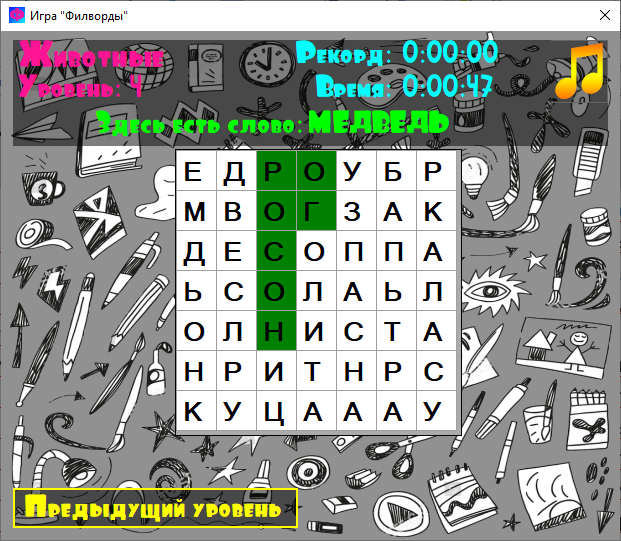 Игра "Филворды"
Животные
Рекорд: 0:00:00
Уровень: 4
Время: 0:00:47
Здесь есть слово: МЕДВЕДЬ
Е Д Р О У Б Р
М В О Г З А К
Д Е С О П П А
Ь С О Л А Ь Л
О Л Н И С Т А
Н Р И Т Н Р С
К У Ц А А А У
Предыдущий уровень